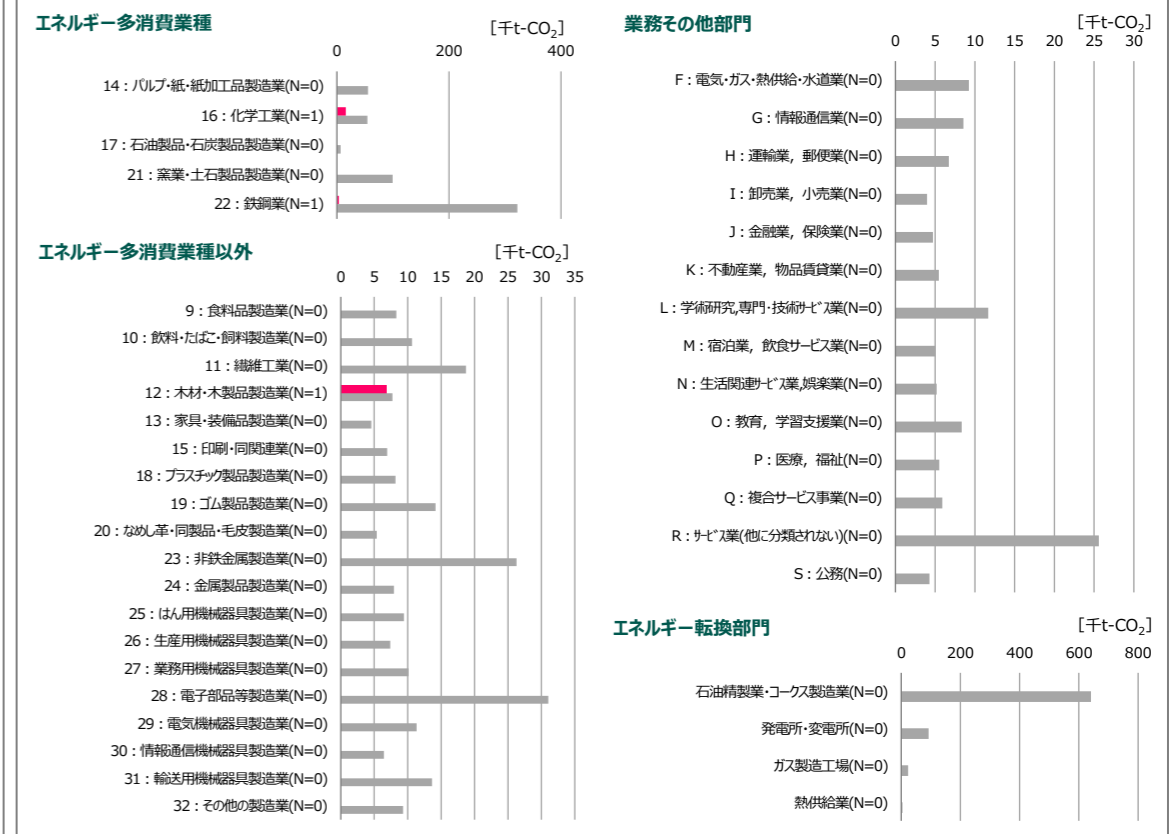 エネルギー多消費業種
[千t-CO2]
0 200 400
14：パルプ・紙・紙加工品製造業(N=0)
16：化学工業(N=1)
17：石油製品・石炭製品製造業(N=0)
21：窯業・土石製品製造業(N=0)
22：鉄鋼業(N=1)
エネルギー多消費業種以外
[千t-CO2]
0 5 10 15 20 25 30 35
9：食料品製造業(N=0)
10：飲料・たばこ・飼料製造業(N=0)
11：繊維工業(N=0)
12：木材・木製品製造業(N=1)
13：家具・装備品製造業(N=0)
15：印刷・同関連業(N=0)
18：プラスチック製品製造業(N=0)
19：ゴム製品製造業(N=0)
20：なめし革・同製品・毛皮製造業(N=0)
23：非鉄金属製造業(N=0)
24：金属製品製造業(N=0)
25：はん用機械器具製造業(N=0)
26：生産用機械器具製造業(N=0)
27：業務用機械器具製造業(N=0)
28：電子部品等製造業(N=0)
29：電気機械器具製造業(N=0)
30：情報通信機械器具製造業(N=0)
31：輸送用機械器具製造業(N=0)
32：その他の製造業(N=0)
業務その他部門
[千t-CO2]
0 5 10 15 20 25 30
F：電気・ガス・熱供給・水道業(N=0)
G：情報通信業(N=0)
H：運輸業，郵便業(N=0)
I：卸売業，小売業(N=0)
J：金融業，保険業(N=0)
K：不動産業，物品賃貸業(N=0)
L：学術研究,専門・技術サービス業(N=0)
M：宿泊業，飲食サービス業(N=0)
N：生活関連サービス業,娯楽業(N=0)
O：教育，学習支援業(N=0)
P：医療，福祉(N=0)
Q：複合サービス事業(N=0)
R：サービス業(他に分類されない)(N=0)
S：公務(N=0)
エネルギー転換部門
[千t-CO2]
0 200 400 600 800
石油精製業・コークス製造業(N=0)
発電所・変電所(N=0)
ガス製造工場(N=0)
熱供給業(N=0)